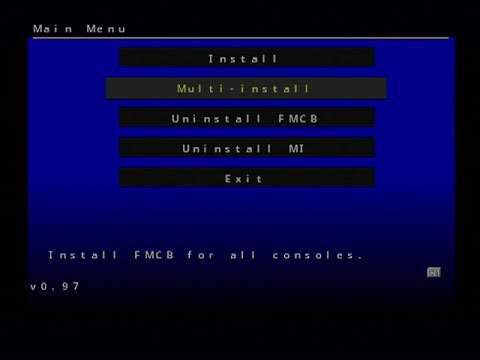 Main Menu
Install
Multi-install
Uninstall FMCB
Uninstall MI
Exit
Install FMCB for all consoles.
v0.97